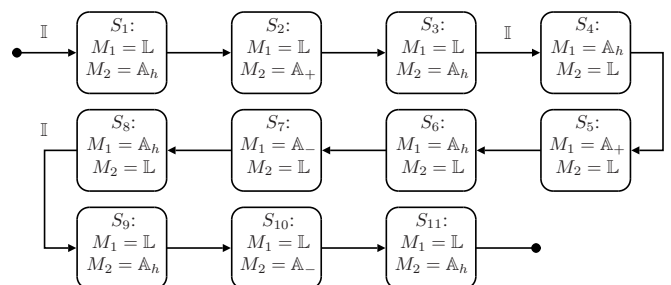 𝕀
S₁:
M₁ = 𝕃
M₂ = 𝔸ₕ
S₂:
M₁ = 𝕃
M₂ = 𝔸₊
S₃:
M₁ = 𝕃
M₂ = 𝔸ₕ
𝕀
S₄:
M₁ = 𝔸ₕ
M₂ = 𝕃
S₅:
M₁ = 𝔸₊
M₂ = 𝕃
S₆:
M₁ = 𝔸ₕ
M₂ = 𝕃
S₇:
M₁ = 𝔸₋
M₂ = 𝕃
S₈:
M₁ = 𝔸ₕ
M₂ = 𝕃
𝕀
S₉:
M₁ = 𝕃
M₂ = 𝔸ₕ
S₁₀:
M₁ = 𝕃
M₂ = 𝔸₋
S₁₁:
M₁ = 𝕃
M₂ = 𝔸ₕ